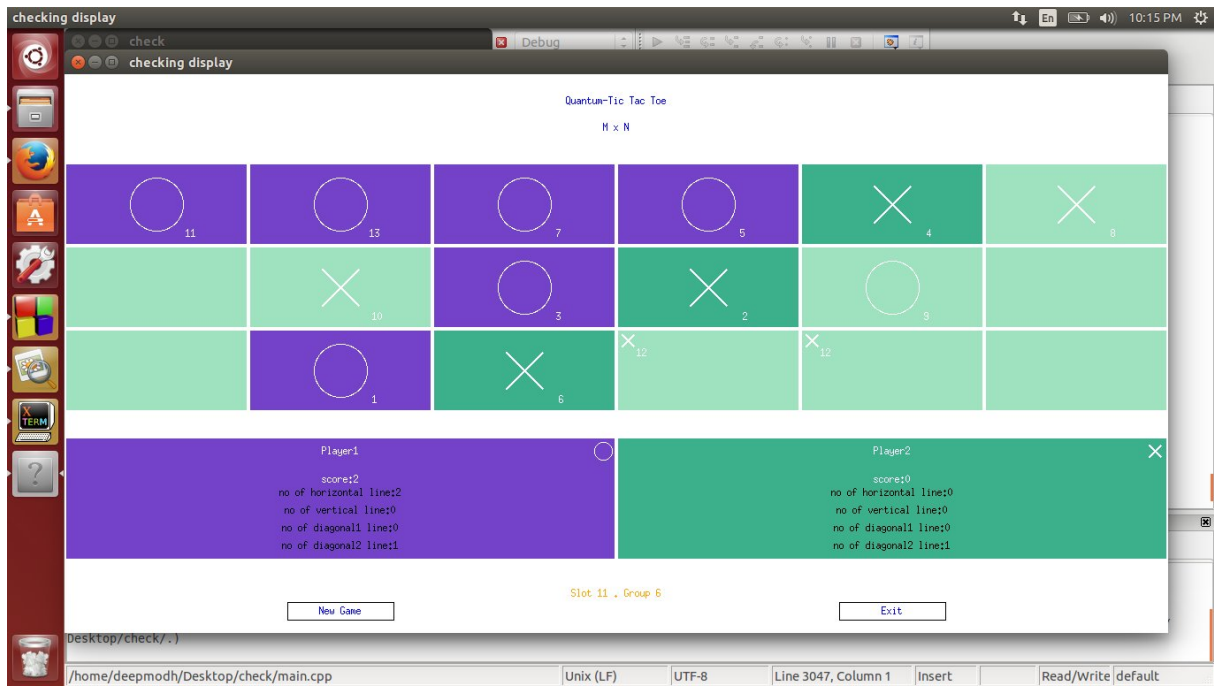 checking display
En
10:15 PM
check
Debug
checking display
Quantum-Tic Tac Toe
M x N
11
13
7
5
4
8
10
3
2
9
1
6
12
12
Player1
score:2
no of horizontal line:2
no of vertical line:0
no of diagonal1 line:0
no of diagonal2 line:1
Player2
score:0
no of horizontal line:0
no of vertical line:0
no of diagonal1 line:0
no of diagonal2 line:1
Slot 11 , Group 6
New Game
Exit
X TERM
Desktop/check/.)
/home/deepmodh/Desktop/check/main.cpp
Unix (LF)
UTF-8
Line 3047, Column 1
Insert
Read/Write
default